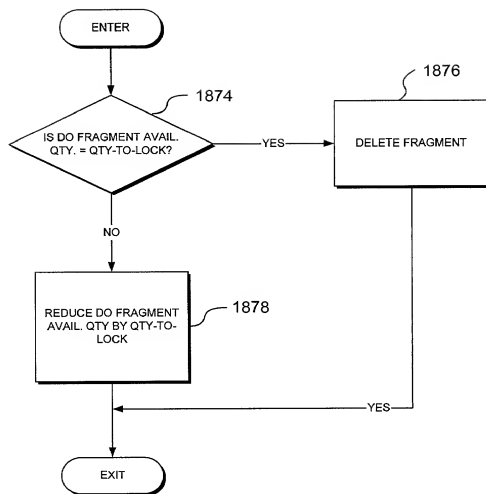 ENTER
1874
1876
IS DO FRAGMENT AVAIL.
QTY. = QTY-TO-LOCK?
YES
DELETE FRAGMENT
NO
REDUCE DO FRAGMENT
AVAIL. QTY BY QTY-TO-
LOCK
1878
YES
EXIT